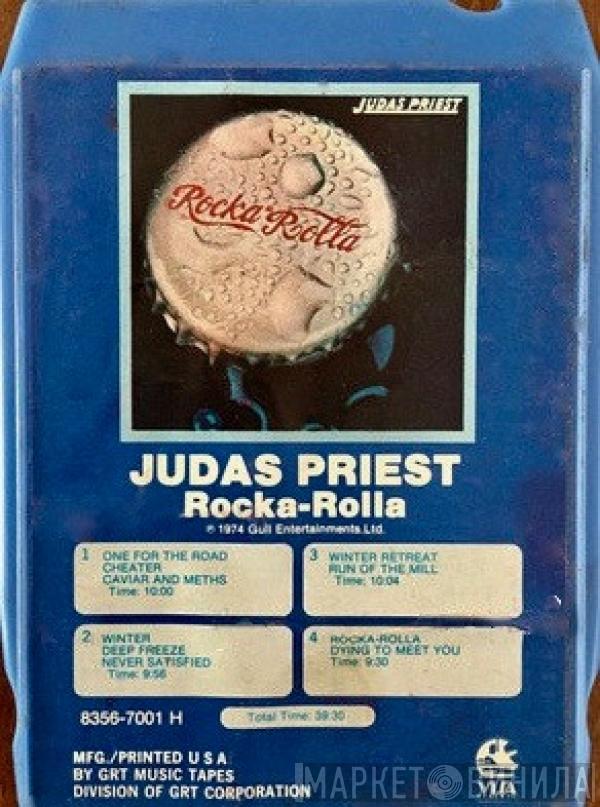 JUDAS PRIEST
Rocka Rolla
JUDAS PRIEST
Rocka-Rolla
℗ 1974 Gull Entertainments, Ltd.
1 ONE FOR THE ROAD
CHEATER
CAVIAR AND METHS
Time: 10:00
2 WINTER
DEEP FREEZE
NEVER SATISFIED
Time: 9:56
3 WINTER RETREAT
RUN OF THE MILL
Time: 10:04
4 ROCKA-ROLLA
DYING TO MEET YOU
Time: 9:30
8356-7001 H
Total Time: 39:30
MFG./PRINTED U S A
BY GRT MUSIC TAPES
DIVISION OF GRT CORPORATION
МАРКЕТ ВИНИЛА